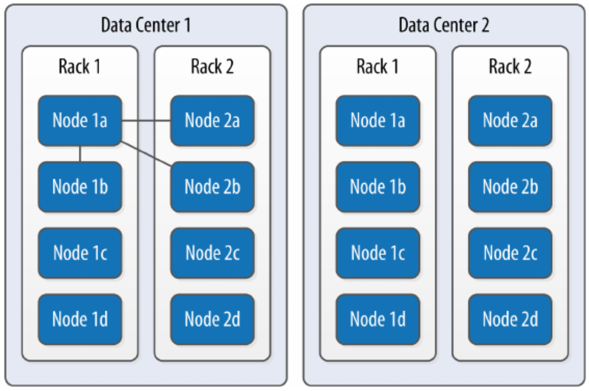 Data Center 1
Rack 1
Node 1a
Node 1b
Node 1c
Node 1d
Rack 2
Node 2a
Node 2b
Node 2c
Node 2d
Data Center 2
Rack 1
Node 1a
Node 1b
Node 1c
Node 1d
Rack 2
Node 2a
Node 2b
Node 2c
Node 2d